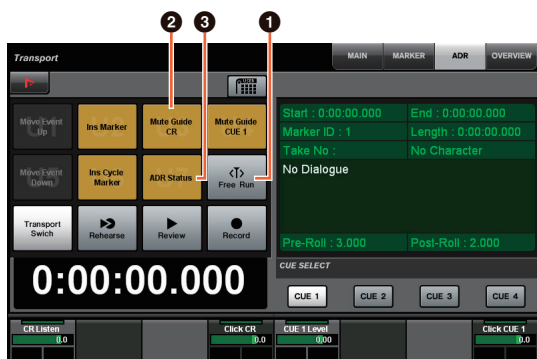 2 3 1
Transport MAIN MARKER ADR OVERVIEW
Move Event Up
Ins Marker
Mute Guide CR
Mute Guide CUE 1
Move Event Down
Ins Cycle Marker
ADR Status
Free Run
Transport Swich
Rehearse
Review
Record
Start : 0:00:00.000 End : 0:00:00.000
Marker ID : 1 Length : 0:00:00.000
Take No : No Character
No Dialogue
Pre-Roll : 3.000 Post-Roll : 2.000
0:00:00.000
CUE SELECT
CUE 1 CUE 2 CUE 3 CUE 4
CR Listen Click CR CUE 1 Level Click CUE 1
0.0 0.0 0.00 0.0